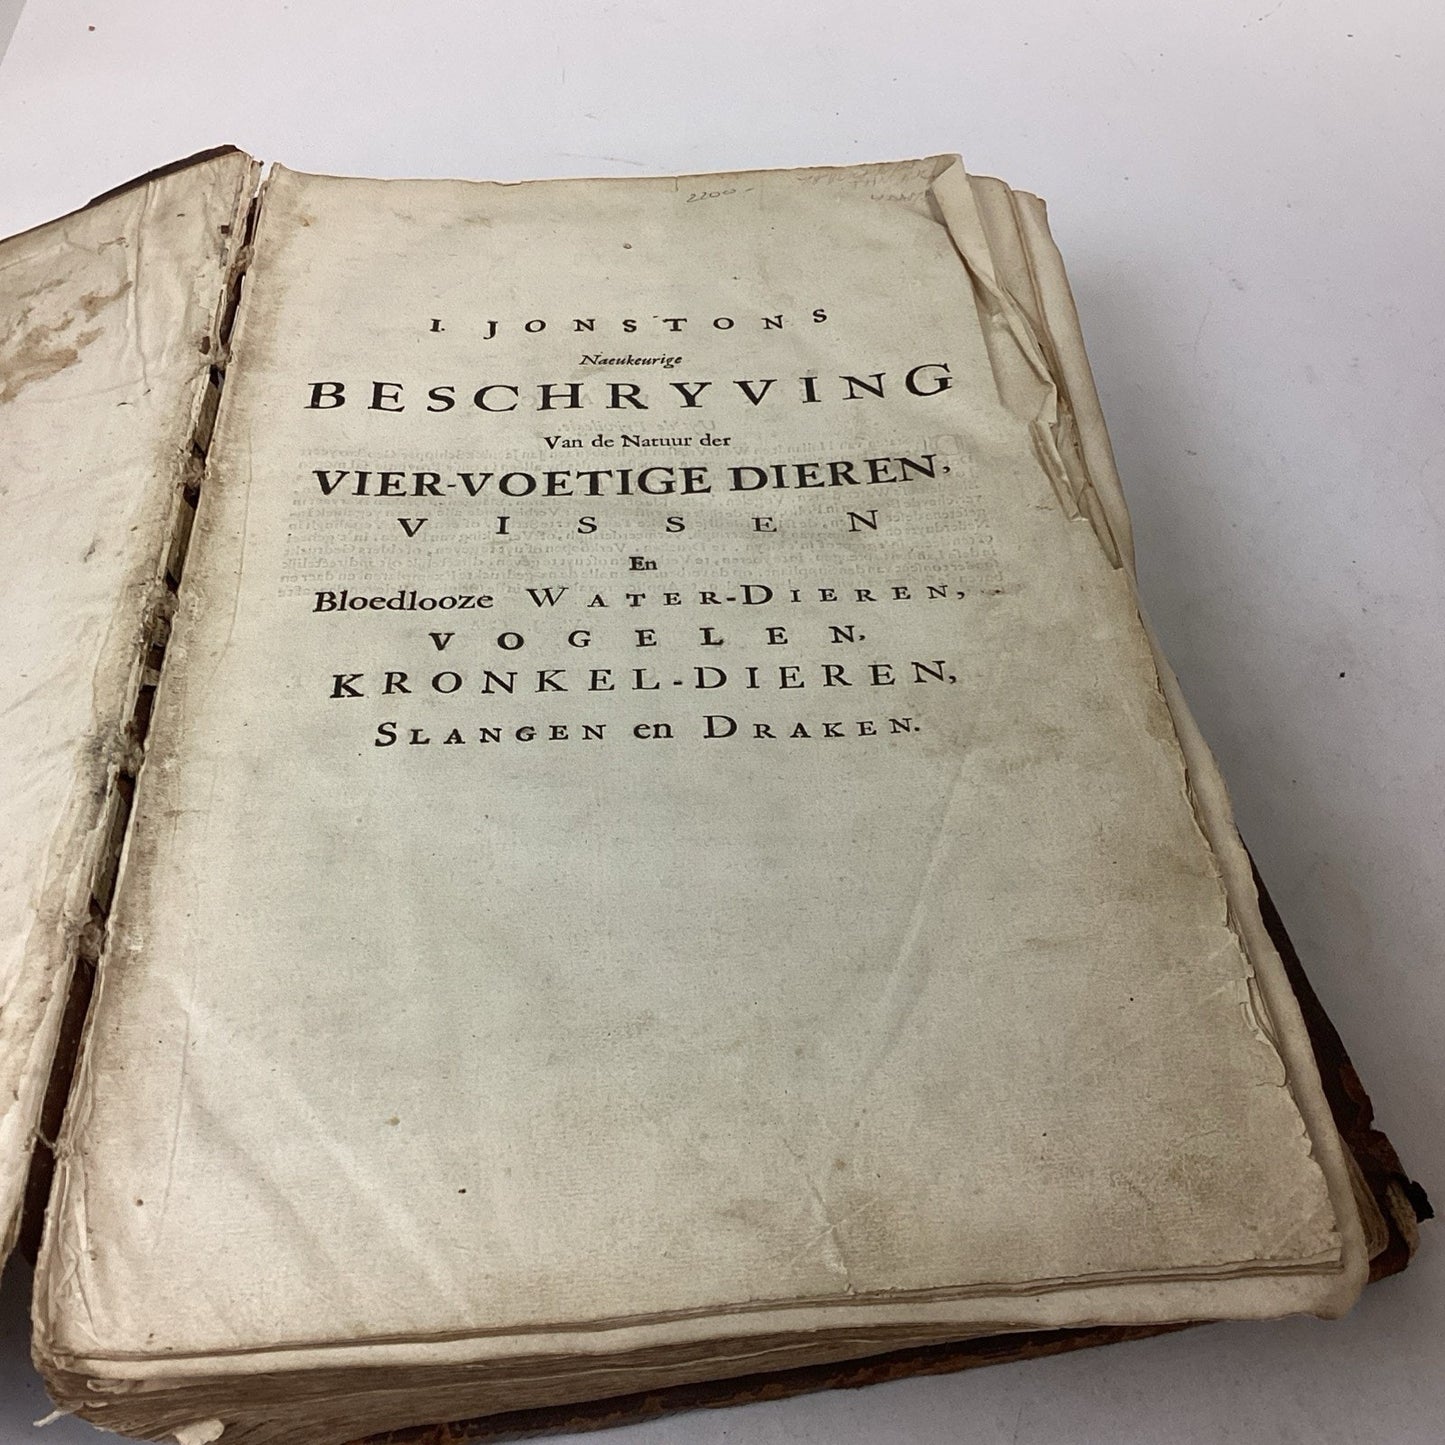 2200-
I. JONSTONS
Naeukeurige
BESCHRYVING
Van de Natuur der
VIER-VOETIGE DIEREN,
VISSEN
En
Bloedlooze WATER-DIEREN,
VOGELEN,
KRONKEL-DIEREN,
SLANGEN en DRAKEN.